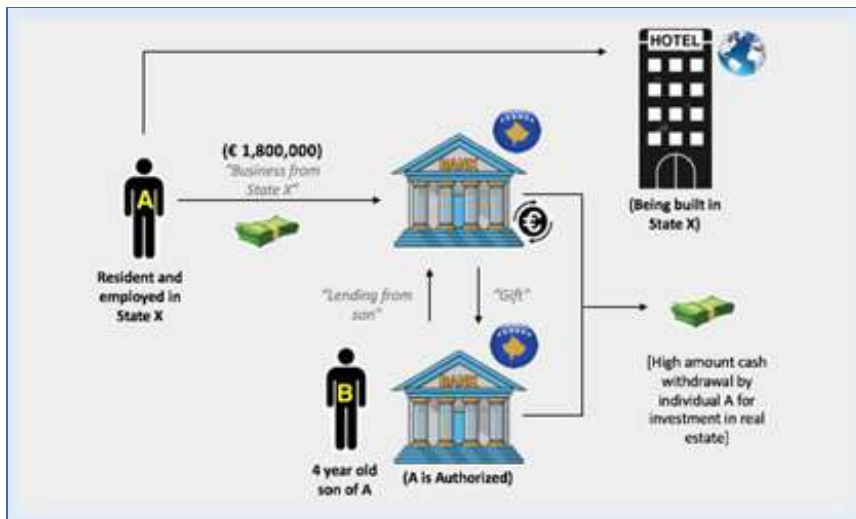 HOTEL
(€ 1,800,000)
"Business from
State X"
BANK
€
A
(Being built in
State X)
Resident and
employed in
State X
"Lending from
son"
"Gift"
BANK
B
[High amount cash
withdrawal by
individual A for
investment in real
estate]
4 year old
son of A
(A is Authorized)